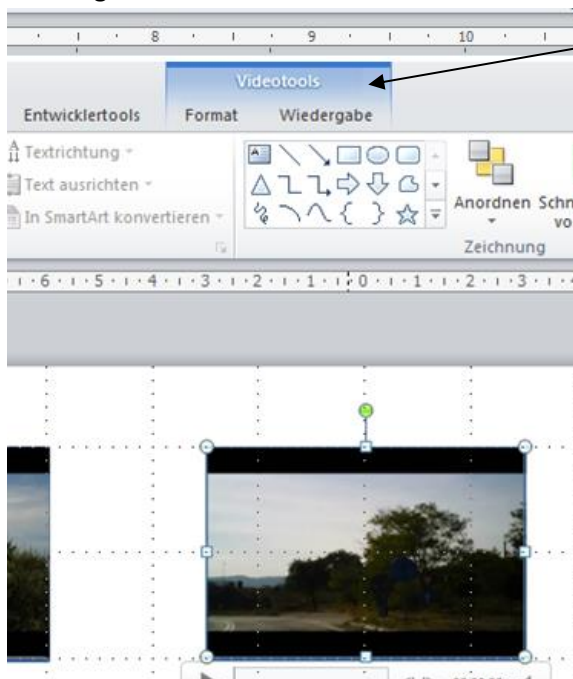 8 9 10
Videotools
Entwicklertools Format Wiedergabe
Textrichtung
Text ausrichten
In SmartArt konvertieren
Anordnen
Zeichnung
6 5 4 3 2 1 0 1 2 3